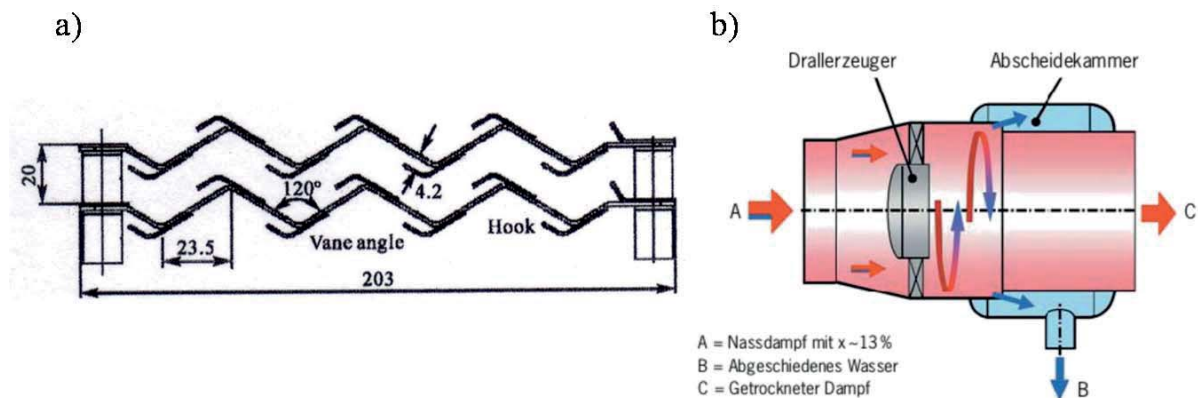 a)
20
120°
4.2
Vane angle
Hook
23.5
203
b)
Drallerzeuger
Abscheidekammer
A
C
A = Nassdampf mit x ~ 13 %
B = Abgeschiedenes Wasser
C = Getrockneter Dampf
B